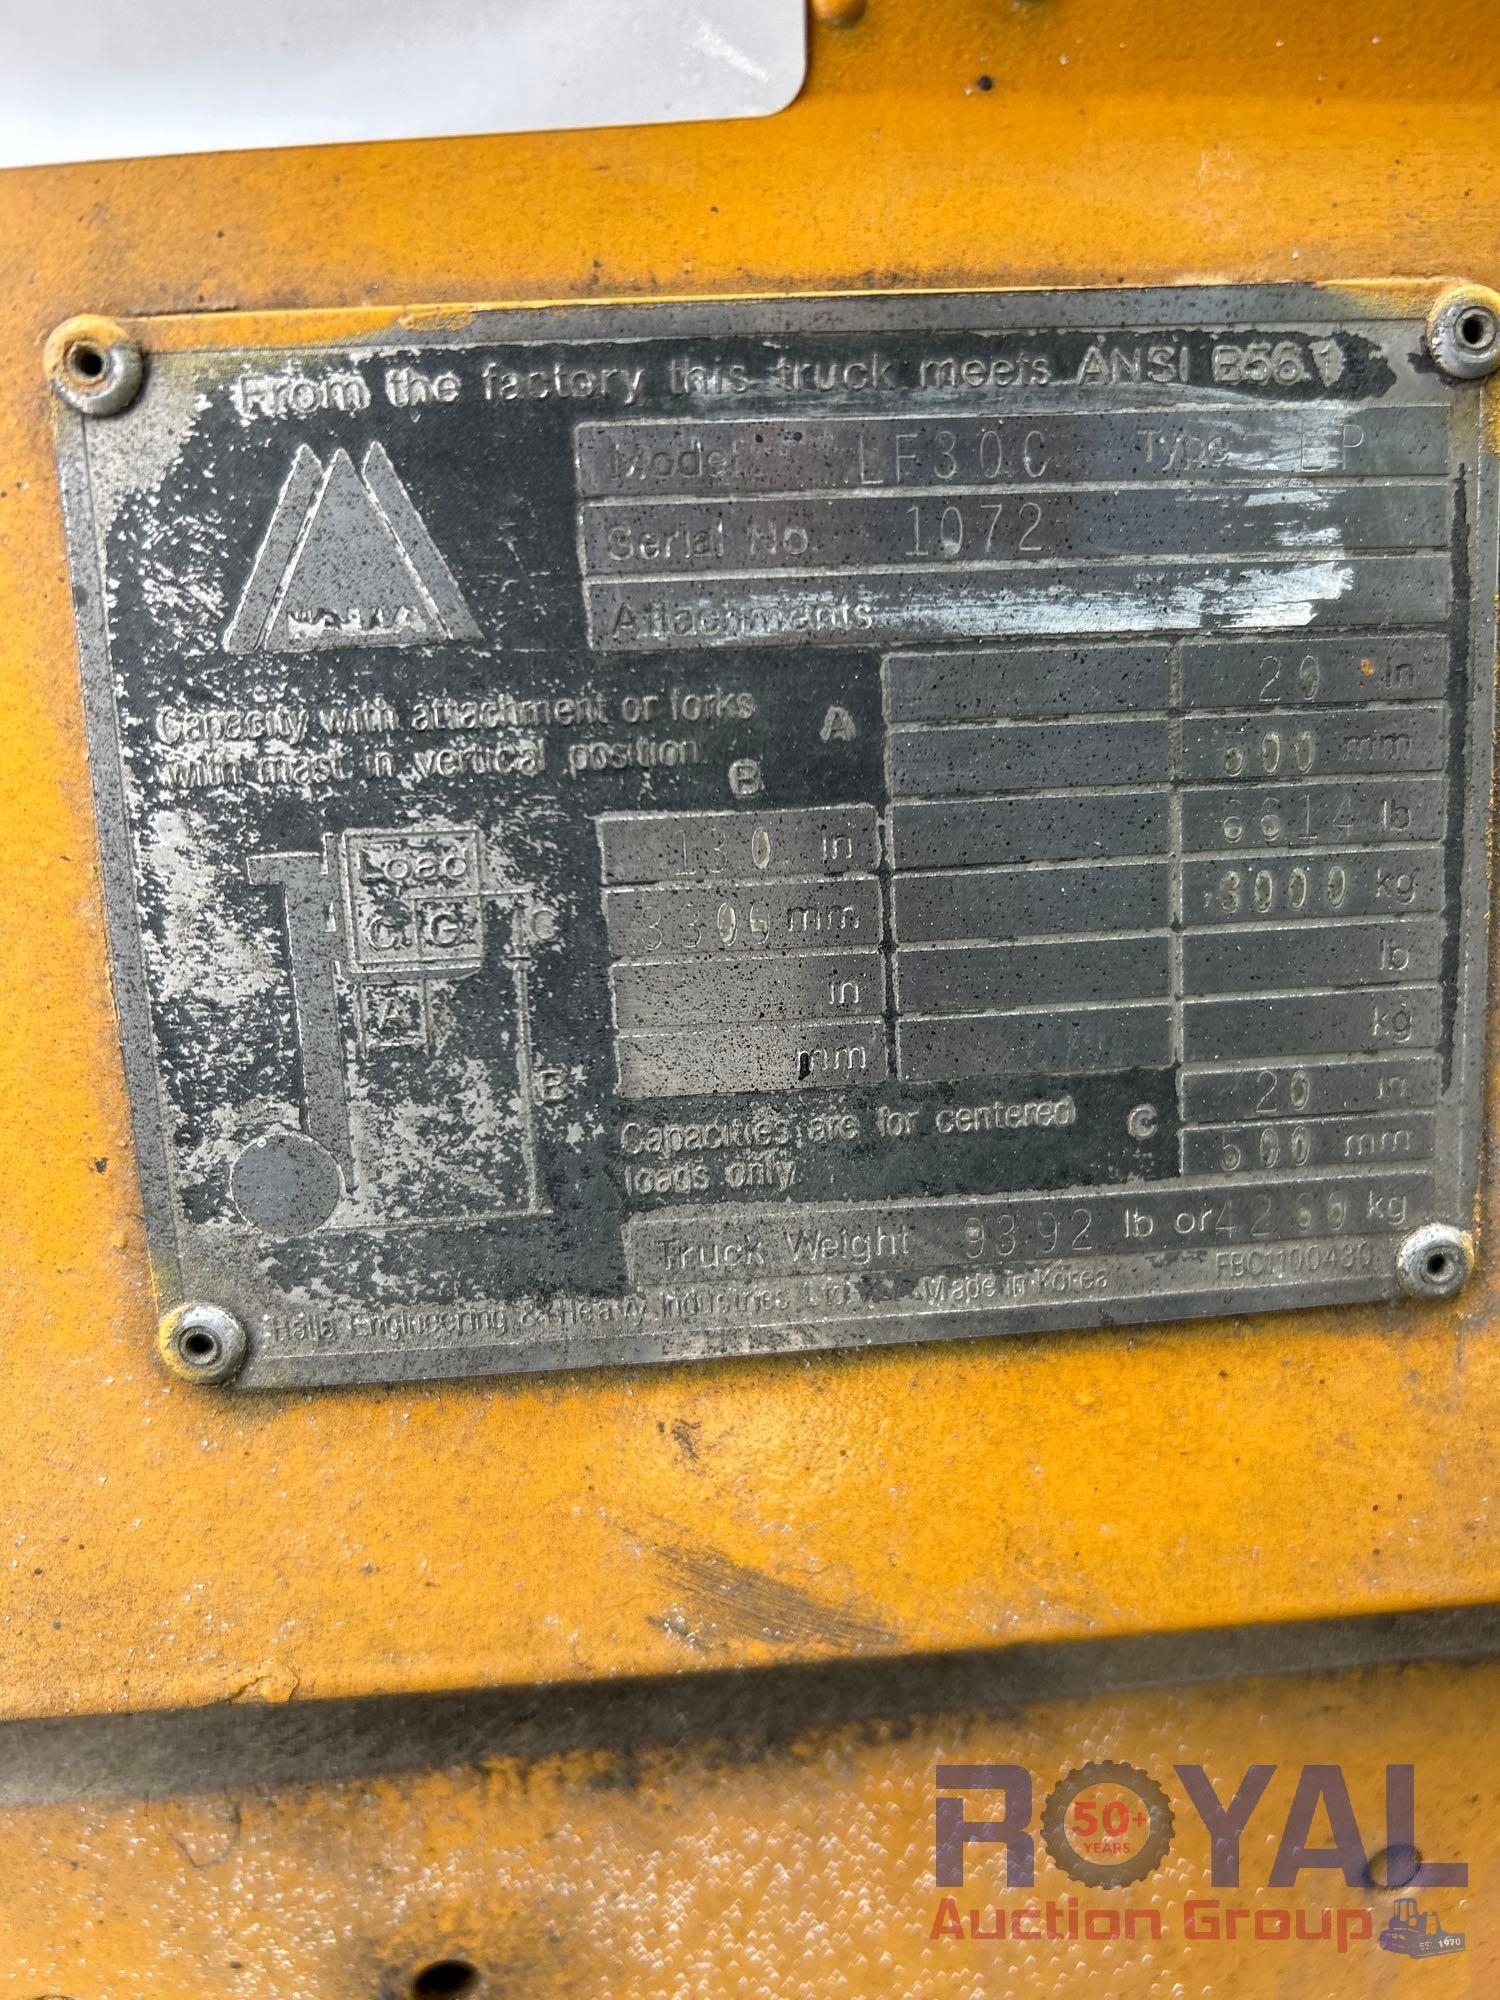 From the factory this truck meets ANSI B56.1
Model LF30C Type LP
Serial No 1072
Attachments
Capacity with attachment or forks
with mast in vertical position
A 20 in
500 mm
B
130 in 6614 lb
3300 mm 3000 kg
in lb
mm kg
Load
C. G. C
A
B
Capacities are for centered
loads only
C 20 in
500 mm
Truck Weight 9392 lb or 4260 kg
Halla Engineering & Heavy Industries Ltd. Made in Korea FBC1100430
ROYAL
50+
YEARS
Auction Group
EST. 1970